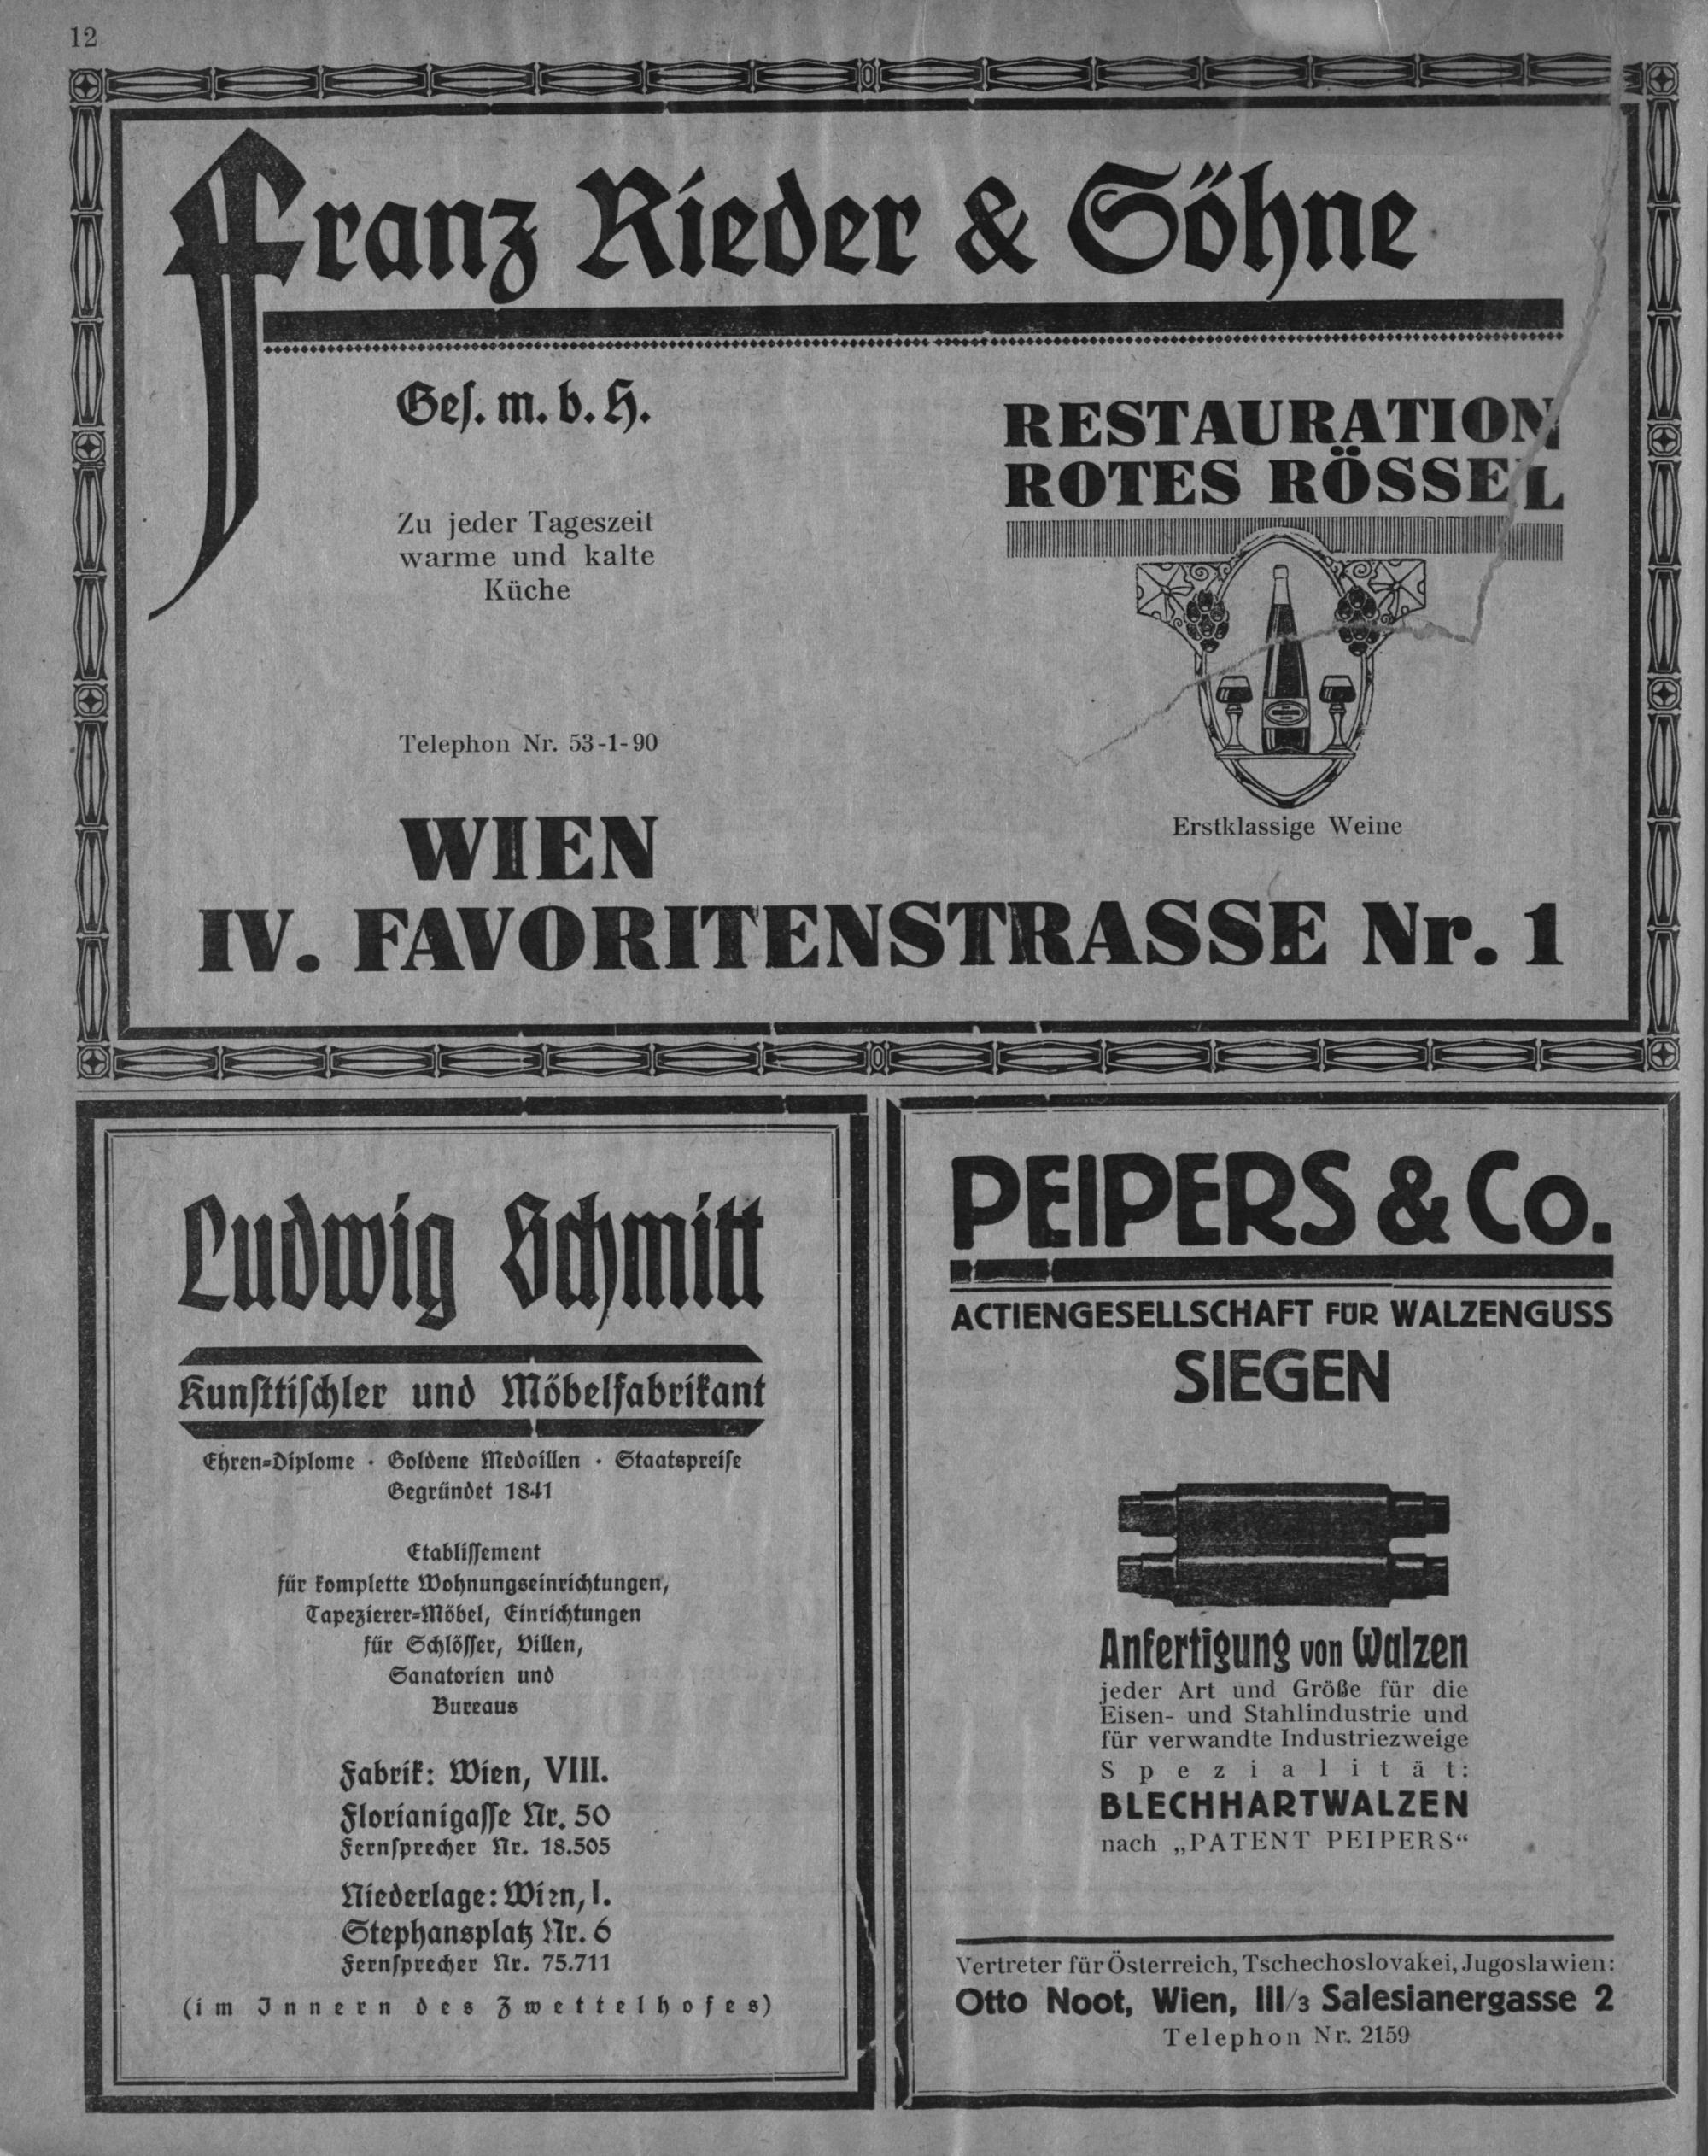 12
Franz Rieder & Söhne
Ges. m. b. H.
Zu jeder Tageszeit
warme und kalte
Küche
Telephon Nr. 53-1-90
RESTAURATION
ROTES RÖSSEL
Erstklassige Weine
WIEN
IV. FAVORITENSTRASSE Nr. 1
Ludwig Schmitt
Kunsttischler und Möbelfabrikant
Ehren-Diplome · Goldene Medaillen · Staatspreise
Gegründet 1841
Etablissement
für komplette Wohnungseinrichtungen,
Tapezierer-Möbel, Einrichtungen
für Schlösser, Villen,
Sanatorien und
Bureaus
Fabrik: Wien, VIII.
Florianigasse Nr. 50
Fernsprecher Nr. 18.505
Niederlage: Wien, I.
Stephansplatz Nr. 6
Fernsprecher Nr. 75.711
(im Innern des Zwettelhofes)
PEIPERS & Co.
ACTIENGESELLSCHAFT FÜR WALZENGUSS
SIEGEN
Anfertigung von Walzen
jeder Art und Größe für die
Eisen- und Stahlindustrie und
für verwandte Industriezweige
Spezialität:
BLECHHARTWALZEN
nach „PATENT PEIPERS“
Vertreter für Österreich, Tschechoslovakei, Jugoslawien:
Otto Noot, Wien, III/3 Salesianergasse 2
Telephon Nr. 2159